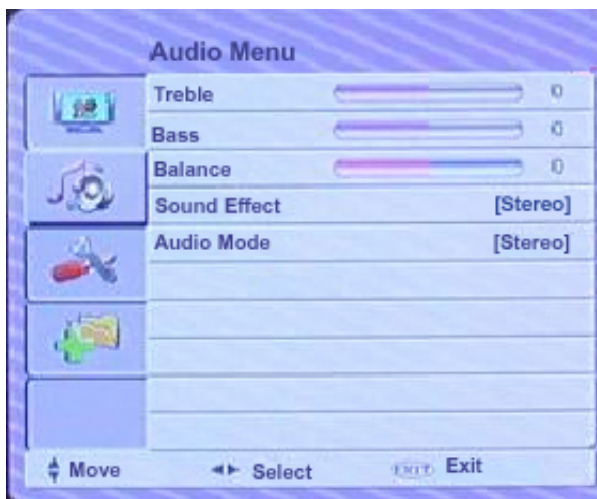 Audio Menu
Treble 0
Bass 0
Balance 0
Sound Effect [Stereo]
Audio Mode [Stereo]
Move Select EXIT Exit